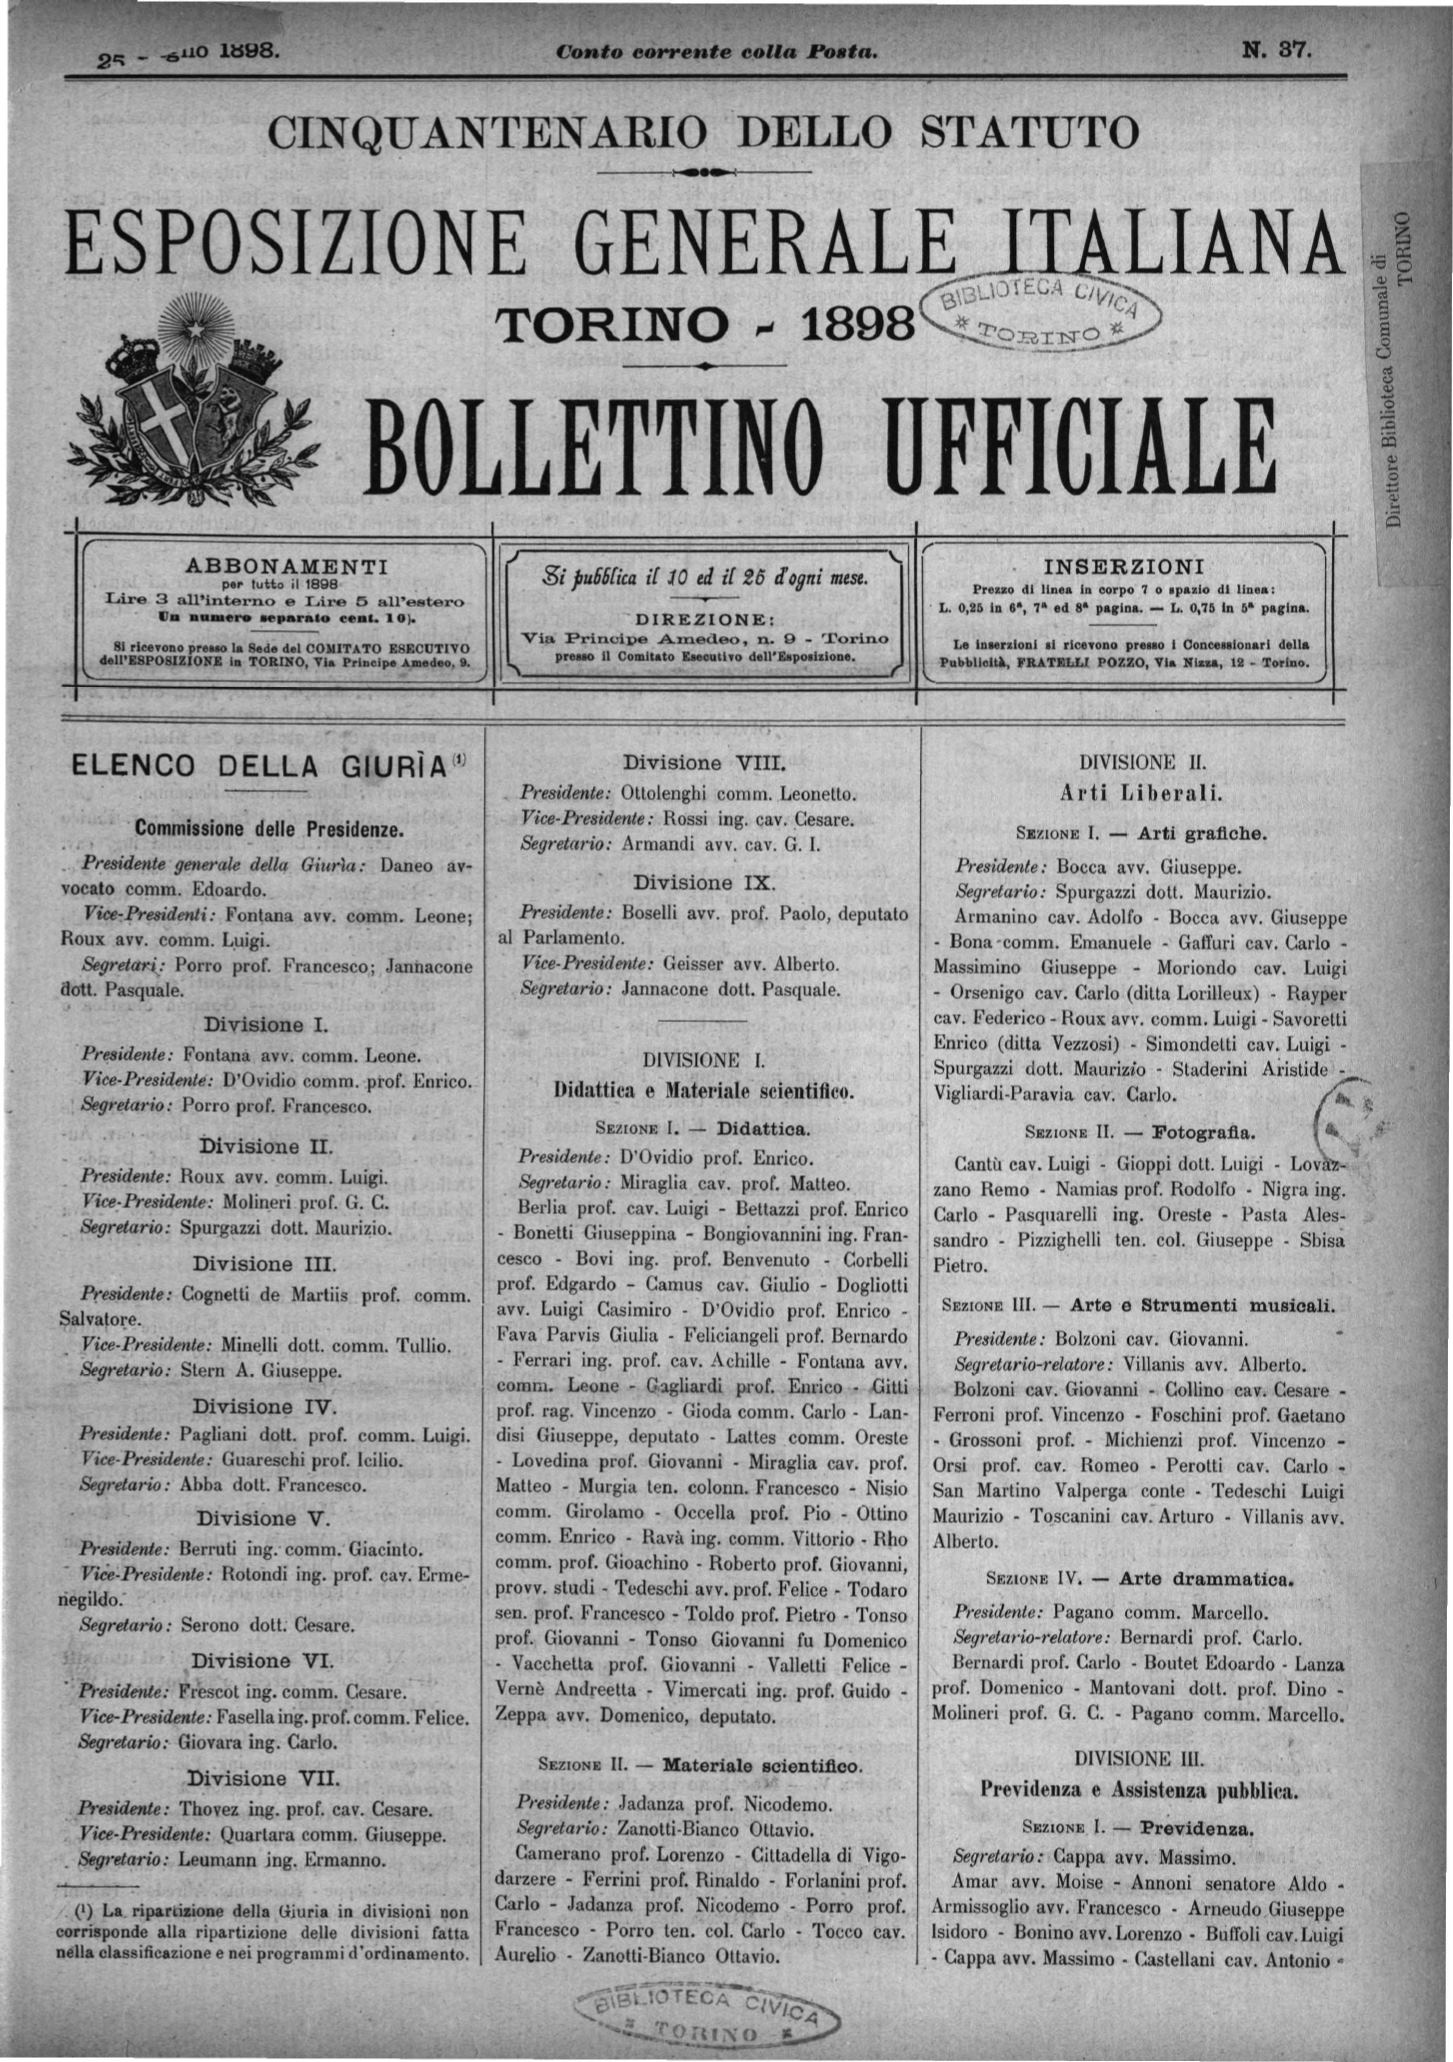 25 - 1898.
Conto corrente colla Posta.
N. 37.
CINQUANTENARIO DELLO STATUTO
ESPOSIZIONE GENERALE ITALIANA
TORINO - 1898
BIBLIOTECA CIVICA
* TORINO *
Direttore Biblioteca Comunale di
TORINO
BOLLETTINO UFFICIALE
ABBONAMENTI
per tutto il 1898
Lire 3 all'interno e Lire 5 all'estero
Un numero separato cent. 10).
Si ricevono presso la Sede del COMITATO ESECUTIVO
dell'ESPOSIZIONE in TORINO, Via Principe Amedeo, 9.
Si pubblica il 10 ed il 25 d'ogni mese.
DIREZIONE:
Via Principe Amedeo, n. 9 - Torino
presso il Comitato Esecutivo dell'Esposizione.
INSERZIONI
Prezzo di linea in corpo 7 o spazio di linea:
L. 0,25 in 6ª, 7ª ed 8ª pagina. — L. 0,75 in 5ª pagina.
Le inserzioni si ricevono presso i Concessionari della
Pubblicità, FRATELLI POZZO, Via Nizza, 12 - Torino.
ELENCO DELLA GIURÌA (1)
Commissione delle Presidenze.
Presidente generale della Giuria: Daneo av-
vocato comm. Edoardo.
Vice-Presidenti: Fontana avv. comm. Leone;
Roux avv. comm. Luigi.
Segretari: Porro prof. Francesco; Jannacone
dott. Pasquale.
Divisione I.
Presidente: Fontana avv. comm. Leone.
Vice-Presidente: D'Ovidio comm. prof. Enrico.
Segretario: Porro prof. Francesco.
Divisione II.
Presidente: Roux avv. comm. Luigi.
Vice-Presidente: Molineri prof. G. C.
Segretario: Spurgazzi dott. Maurizio.
Divisione III.
Presidente: Cognetti de Martiis prof. comm.
Salvatore.
Vice-Presidente: Minelli dott. comm. Tullio.
Segretario: Stern A. Giuseppe.
Divisione IV.
Presidente: Pagliani dott. prof. comm. Luigi.
Vice-Presidente: Guareschi prof. Icilio.
Segretario: Abba dott. Francesco.
Divisione V.
Presidente: Berruti ing. comm. Giacinto.
Vice-Presidente: Rotondi ing. prof. cav. Erme-
negildo.
Segretario: Serono dott. Cesare.
Divisione VI.
Presidente: Frescot ing. comm. Cesare.
Vice-Presidente: Fasella ing. prof. comm. Felice.
Segretario: Giovara ing. Carlo.
Divisione VII.
Presidente: Thovez ing. prof. cav. Cesare.
Vice-Presidente: Quartara comm. Giuseppe.
Segretario: Leumann ing. Ermanno.
(1) La ripartizione della Giuria in divisioni non
corrisponde alla ripartizione delle divisioni fatta
nella classificazione e nei programmi d'ordinamento.
Divisione VIII.
Presidente: Ottolenghi comm. Leonetto.
Vice-Presidente: Rossi ing. cav. Cesare.
Segretario: Armandi avv. cav. G. I.
Divisione IX.
Presidente: Boselli avv. prof. Paolo, deputato
al Parlamento.
Vice-Presidente: Geisser avv. Alberto.
Segretario: Jannacone dott. Pasquale.
DIVISIONE I.
Didattica e Materiale scientifico.
SEZIONE I. — Didattica.
Presidente: D'Ovidio prof. Enrico.
Segretario: Miraglia cav. prof. Matteo.
Berlia prof. cav. Luigi - Bettazzi prof. Enrico
- Bonetti Giuseppina - Bongiovannini ing. Fran-
cesco - Bovi ing. prof. Benvenuto - Corbelli
prof. Edgardo - Camus cav. Giulio - Dogliotti
avv. Luigi Casimiro - D'Ovidio prof. Enrico -
Fava Parvis Giulia - Feliciangeli prof. Bernardo
- Ferrari ing. prof. cav. Achille - Fontana avv.
comm. Leone - Gagliardi prof. Enrico - Gitti
prof. rag. Vincenzo - Gioda comm. Carlo - Lan-
disi Giuseppe, deputato - Lattes comm. Oreste
- Lovedina prof. Giovanni - Miraglia cav. prof.
Matteo - Murgia ten. colonn. Francesco - Nisio
comm. Girolamo - Occella prof. Pio - Ottino
comm. Enrico - Ravà ing. comm. Vittorio - Rho
comm. prof. Gioachino - Roberto prof. Giovanni,
provv. studi - Tedeschi avv. prof. Felice - Todaro
sen. prof. Francesco - Toldo prof. Pietro - Tonso
prof. Giovanni - Tonso Giovanni fu Domenico
- Vacchetta prof. Giovanni - Valletti Felice -
Vernè Andreetta - Vimercati ing. prof. Guido -
Zeppa avv. Domenico, deputato.
SEZIONE II. — Materiale scientifico.
Presidente: Jadanza prof. Nicodemo.
Segretario: Zanotti-Bianco Ottavio.
Camerano prof. Lorenzo - Cittadella di Vigo-
darzere - Ferrini prof. Rinaldo - Forlanini prof.
Carlo - Jadanza prof. Nicodemo - Porro prof.
Francesco - Porro ten. col. Carlo - Tocco cav.
Aurelio - Zanotti-Bianco Ottavio.
DIVISIONE II.
Arti Liberali.
SEZIONE I. — Arti grafiche.
Presidente: Bocca avv. Giuseppe.
Segretario: Spurgazzi dott. Maurizio.
Armanino cav. Adolfo - Bocca avv. Giuseppe
- Bona comm. Emanuele - Gaffuri cav. Carlo -
Massimino Giuseppe - Moriondo cav. Luigi
- Orsenigo cav. Carlo (ditta Lorilleux) - Rayper
cav. Federico - Roux avv. comm. Luigi - Savoretti
Enrico (ditta Vezzosi) - Simondetti cav. Luigi -
Spurgazzi dott. Maurizio - Staderini Aristide -
Vigliardi-Paravia cav. Carlo.
SEZIONE II. — Fotografia.
Cantù cav. Luigi - Gioppi dott. Luigi - Lovaz-
zano Remo - Namias prof. Rodolfo - Nigra ing.
Carlo - Pasquarelli ing. Oreste - Pasta Ales-
sandro - Pizzighelli ten. col. Giuseppe - Sbisa
Pietro.
SEZIONE III. — Arte e Strumenti musicali.
Presidente: Bolzoni cav. Giovanni.
Segretario-relatore: Villanis avv. Alberto.
Bolzoni cav. Giovanni - Collino cav. Cesare -
Ferroni prof. Vincenzo - Foschini prof. Gaetano
- Grossoni prof. - Michienzi prof. Vincenzo -
Orsi prof. cav. Romeo - Perotti cav. Carlo -
San Martino Valperga conte - Tedeschi Luigi
Maurizio - Toscanini cav. Arturo - Villanis avv.
Alberto.
SEZIONE IV. — Arte drammatica.
Presidente: Pagano comm. Marcello.
Segretario-relatore: Bernardi prof. Carlo.
Bernardi prof. Carlo - Boutet Edoardo - Lanza
prof. Domenico - Mantovani dott. prof. Dino -
Molineri prof. G. C. - Pagano comm. Marcello.
DIVISIONE III.
Previdenza e Assistenza pubblica.
SEZIONE I. — Previdenza.
Segretario: Cappa avv. Massimo.
Amar avv. Moise - Annoni senatore Aldo -
Armissoglio avv. Francesco - Arneudo Giuseppe
Isidoro - Bonino avv. Lorenzo - Buffoli cav. Luigi
- Cappa avv. Massimo - Castellani cav. Antonio -
BIBLIOTECA CIVICA
* TORINO *